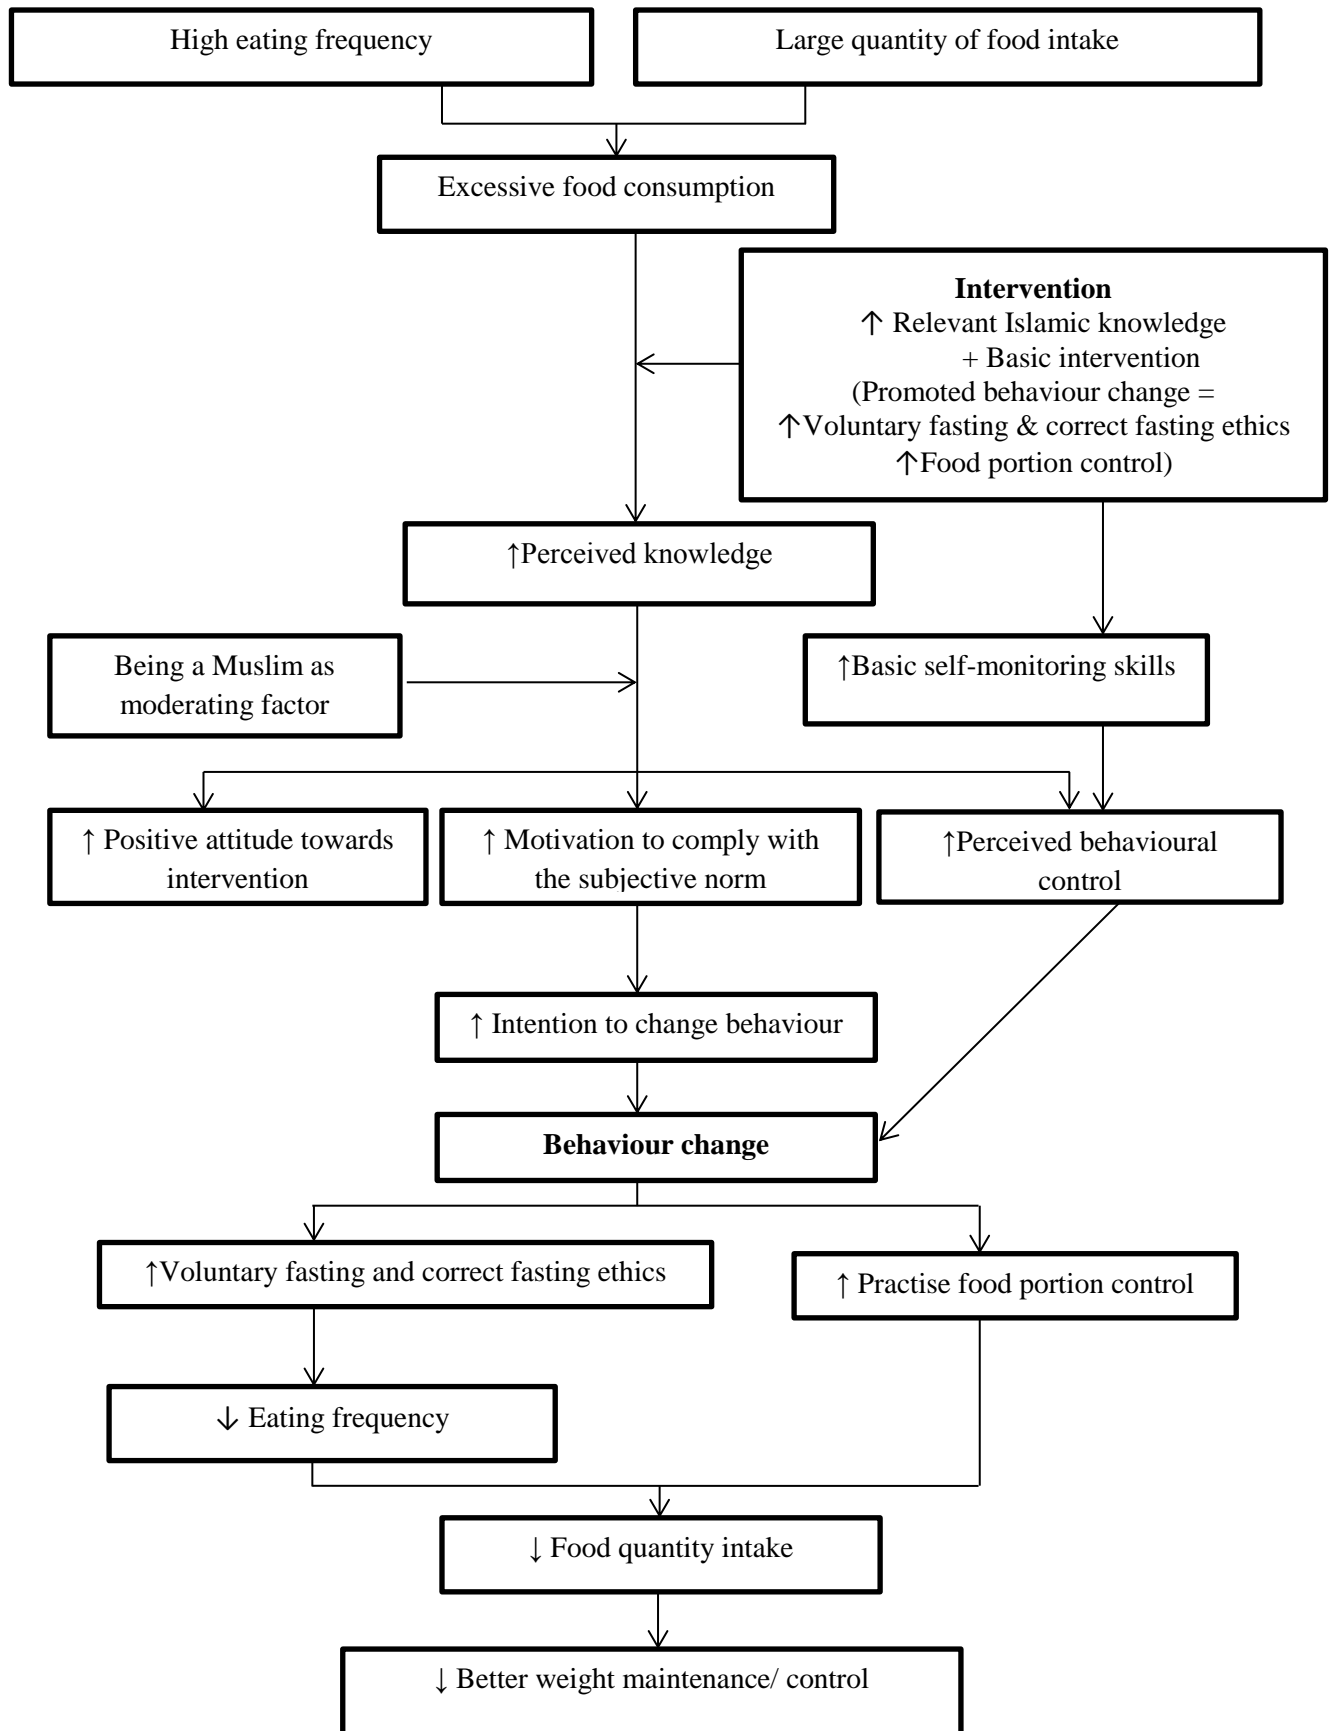 High eating frequency
Large quantity of food intake
Excessive food consumption
Intervention
↑ Relevant Islamic knowledge
+ Basic intervention
(Promoted behaviour change =
↑Voluntary fasting & correct fasting ethics
↑Food portion control)
↑Perceived knowledge
Being a Muslim as
moderating factor
↑Basic self-monitoring skills
↑ Positive attitude towards
intervention
↑ Motivation to comply with
the subjective norm
↑Perceived behavioural
control
↑ Intention to change behaviour
Behaviour change
↑Voluntary fasting and correct fasting ethics
↑ Practise food portion control
↓ Eating frequency
↓ Food quantity intake
↓ Better weight maintenance/ control